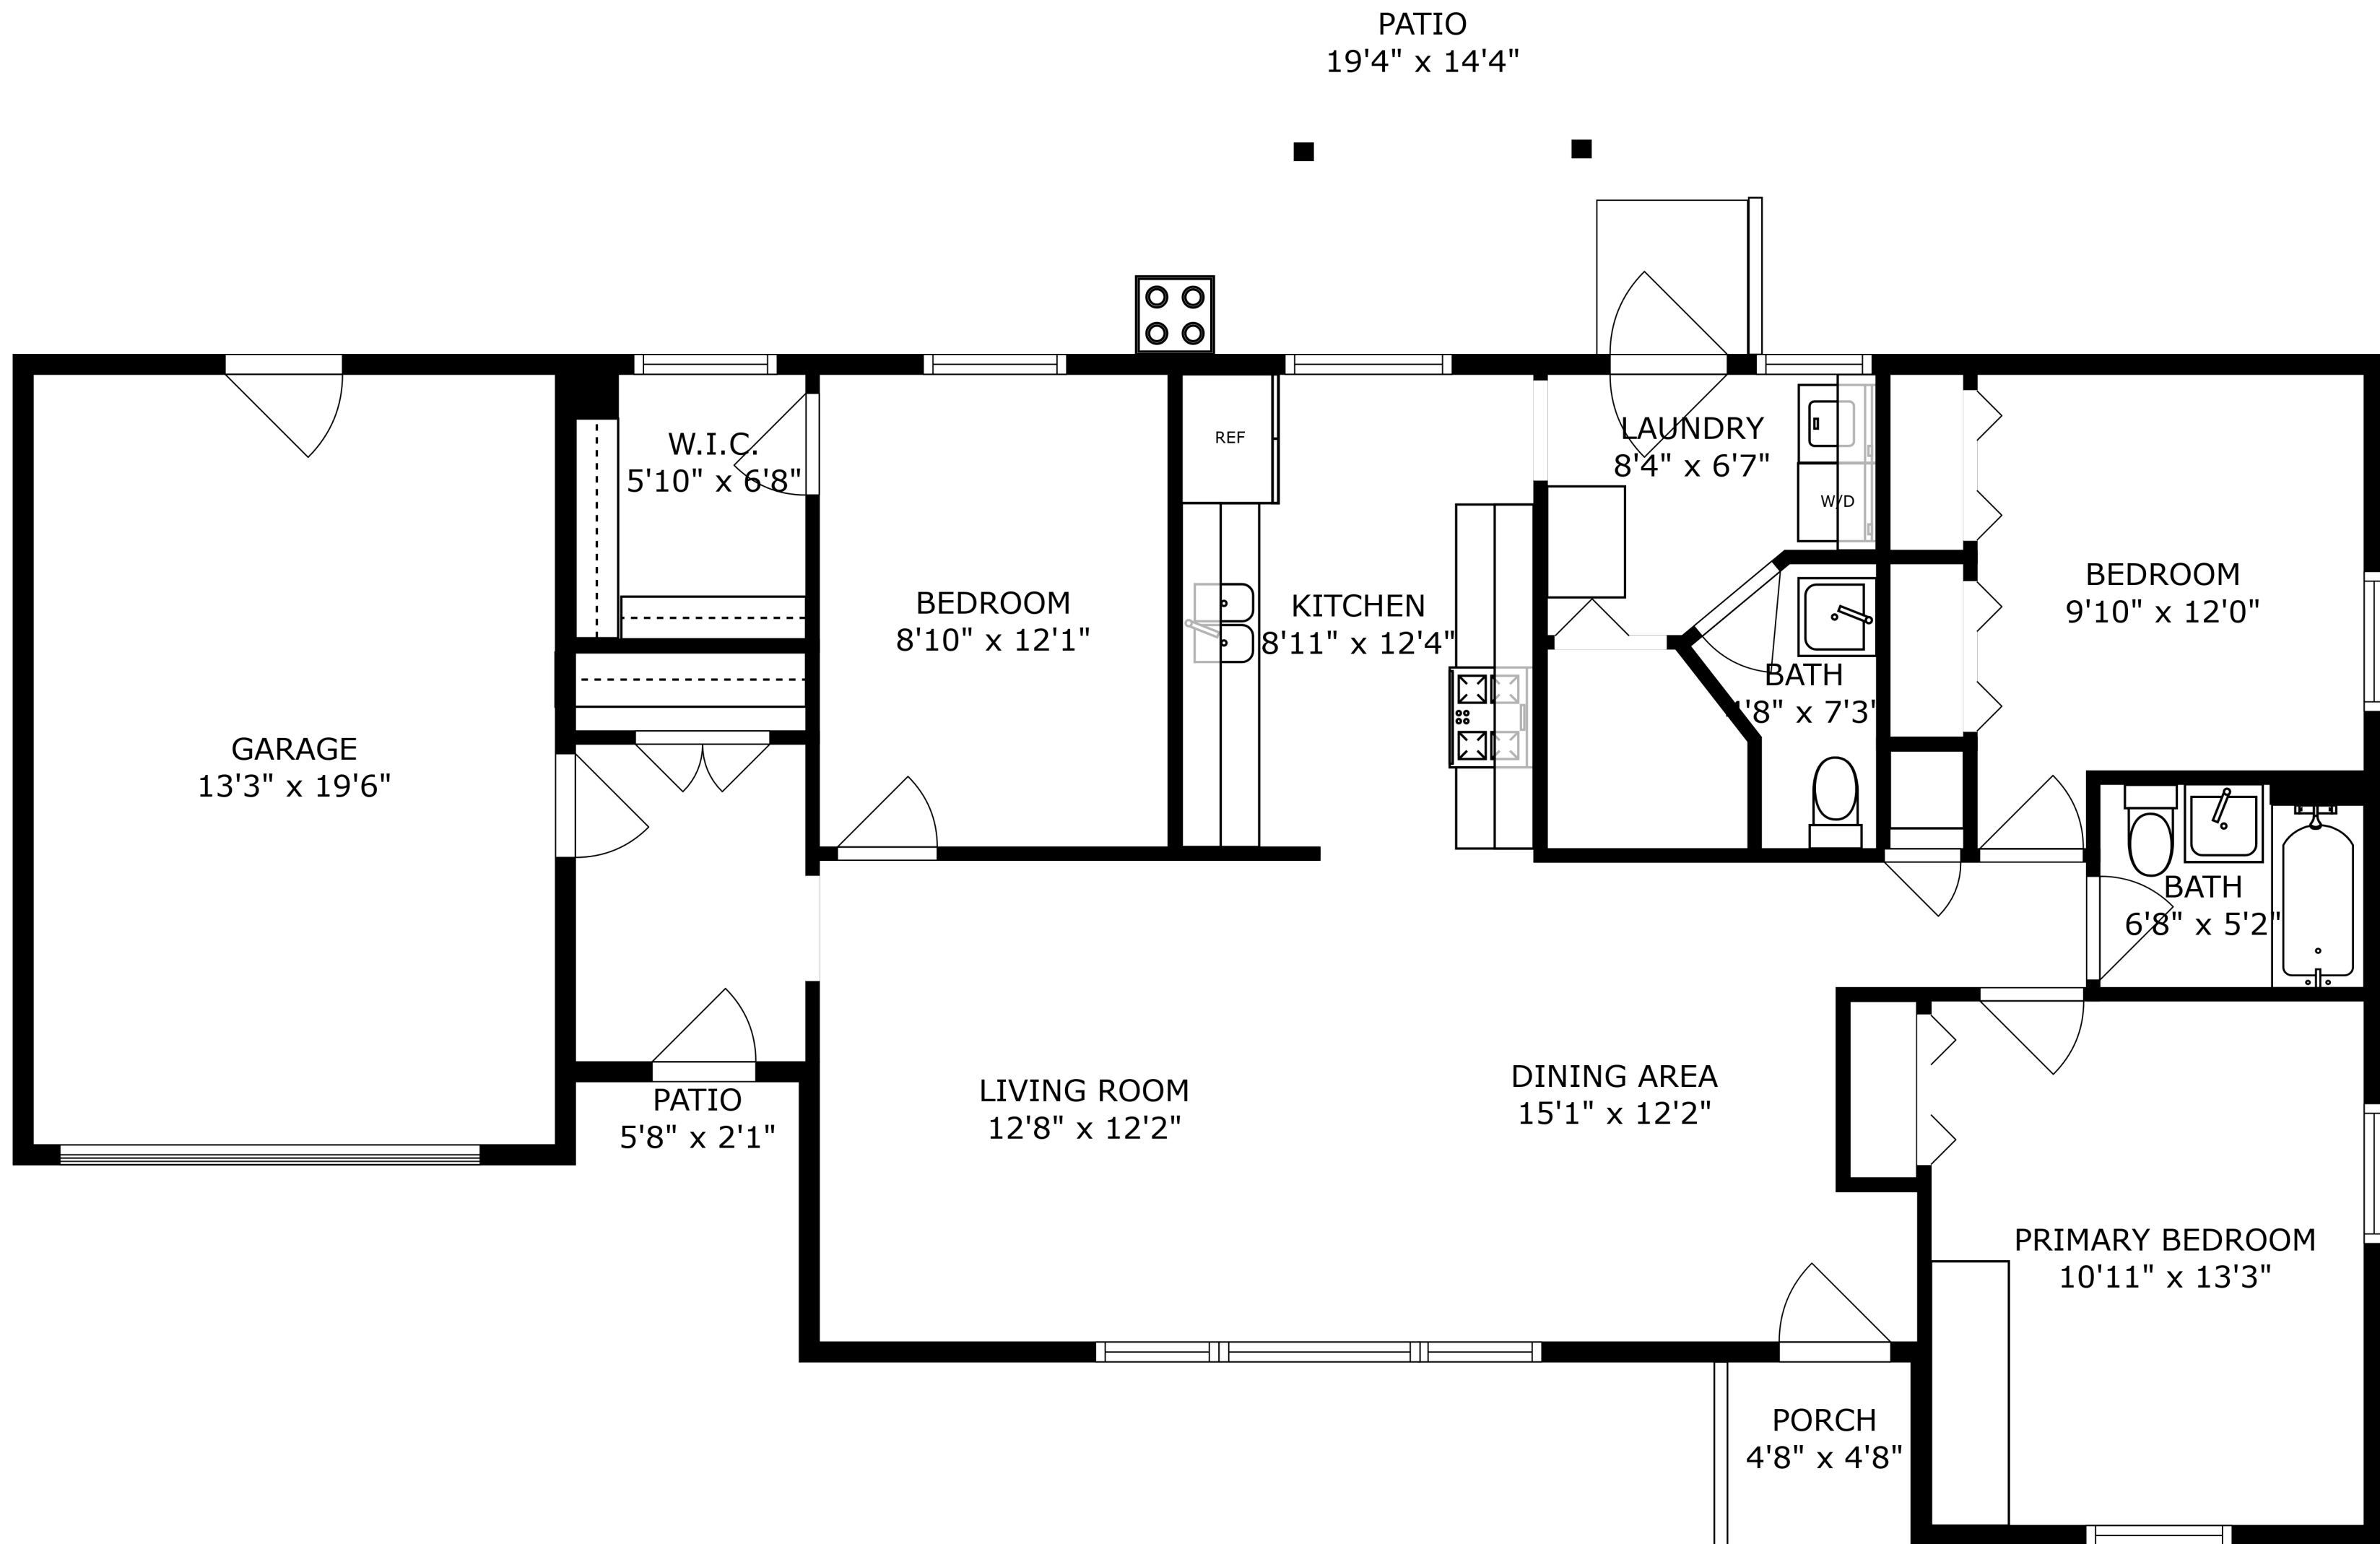 PATIO
19'4" x 14'4"
W.I.C.
5'10" x 6'8"
REF
LAUNDRY
8'4" x 6'7"
W/D
BEDROOM
8'10" x 12'1"
KITCHEN
8'11" x 12'4"
BEDROOM
9'10" x 12'0"
BATH
'8" x 7'3"
GARAGE
13'3" x 19'6"
BATH
6'8" x 5'2"
PATIO
5'8" x 2'1"
LIVING ROOM
12'8" x 12'2"
DINING AREA
15'1" x 12'2"
PRIMARY BEDROOM
10'11" x 13'3"
PORCH
4'8" x 4'8"